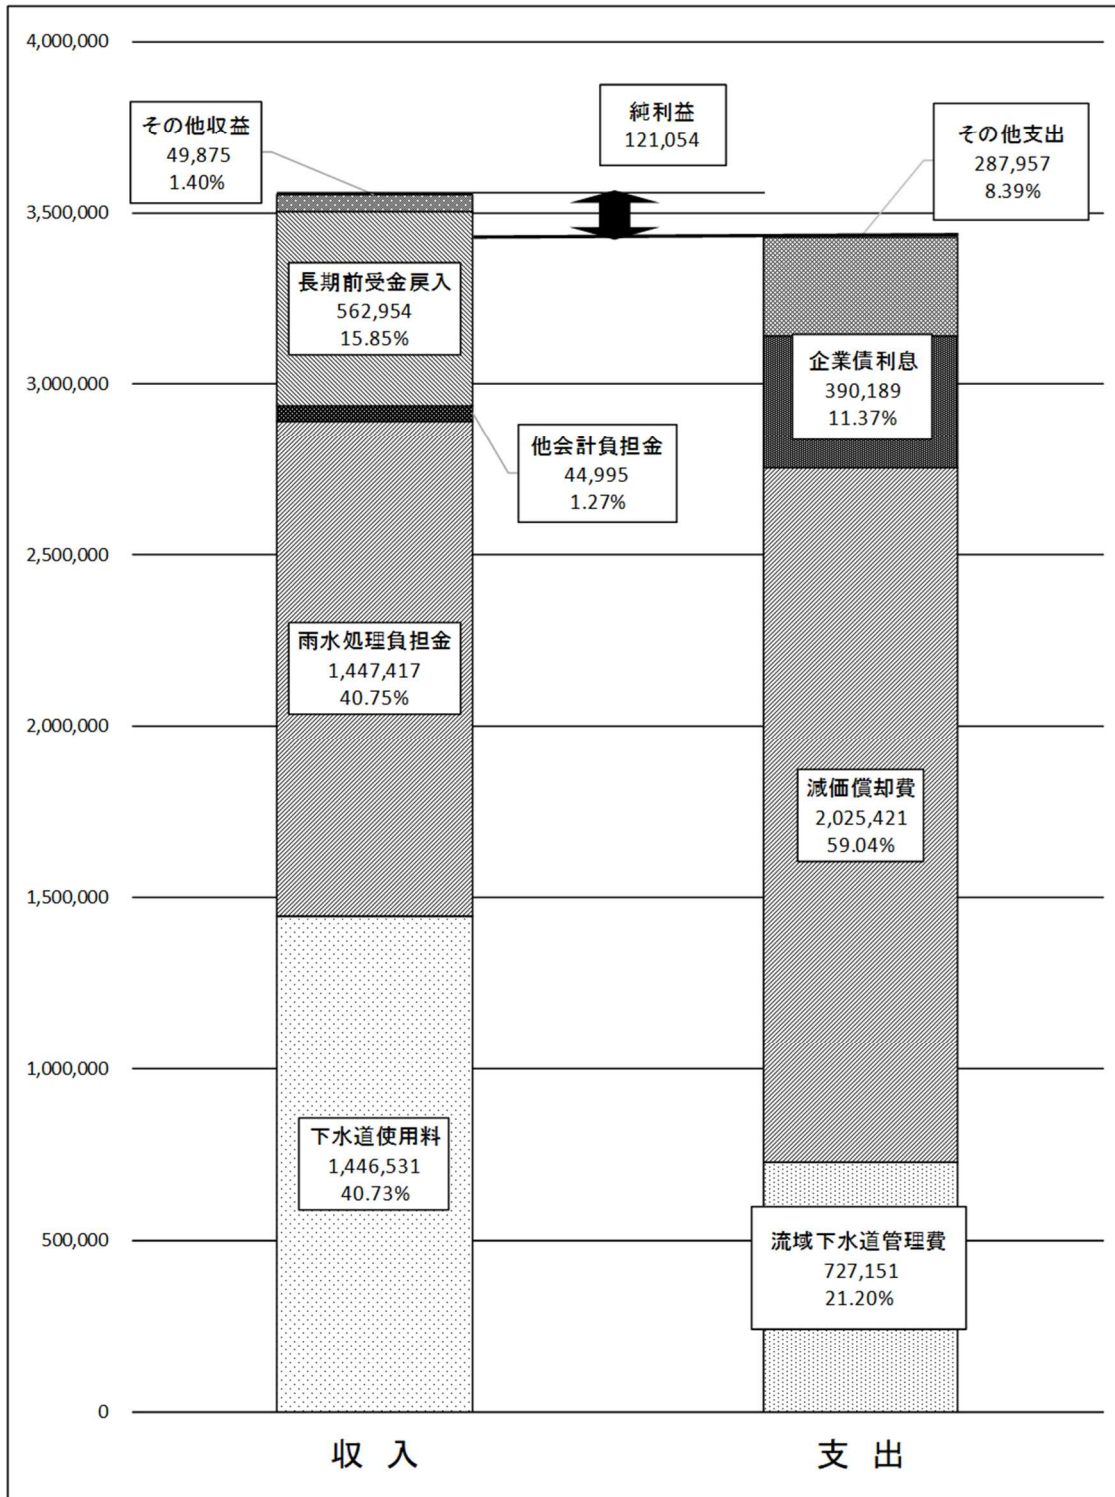 4,000,000
3,500,000
3,000,000
2,500,000
2,000,000
1,500,000
1,000,000
500,000
0
その他収益
49,875
1.40%
純利益
121,054
その他支出
287,957
8.39%
長期前受金戻入
562,954
15.85%
企業債利息
390,189
11.37%
他会計負担金
44,995
1.27%
雨水処理負担金
1,447,417
40.75%
減価償却費
2,025,421
59.04%
下水道使用料
1,446,531
40.73%
流域下水道管理費
727,151
21.20%
収 入
支 出